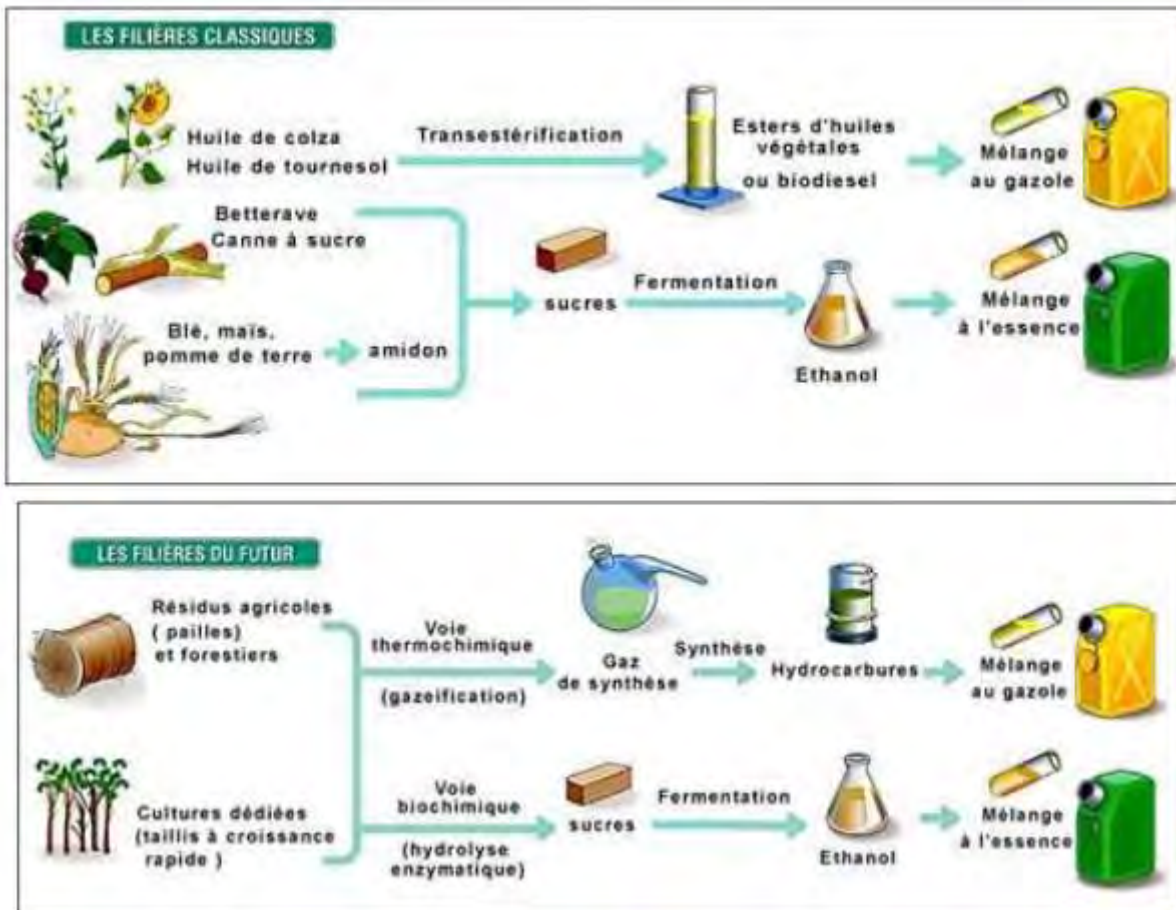 LES FILIÈRES CLASSIQUES
Huile de colza
Huile de tournesol
Transestérification
Esters d'huiles
végétales
ou biodiesel
Mélange
au gazole
Betterave
Canne à sucre
Blé, maïs,
pomme de terre
amidon
sucres
Fermentation
Ethanol
Mélange
à l'essence
LES FILIÈRES DU FUTUR
Résidus agricoles
( pailles)
et forestiers
Voie
thermochimique
(gazeification)
Gaz
de synthèse
Synthèse
Hydrocarbures
Mélange
au gazole
Cultures dédiées
(taillis à croissance
rapide )
Voie
biochimique
(hydrolyse
enzymatique)
sucres
Fermentation
Ethanol
Mélange
à l'essence